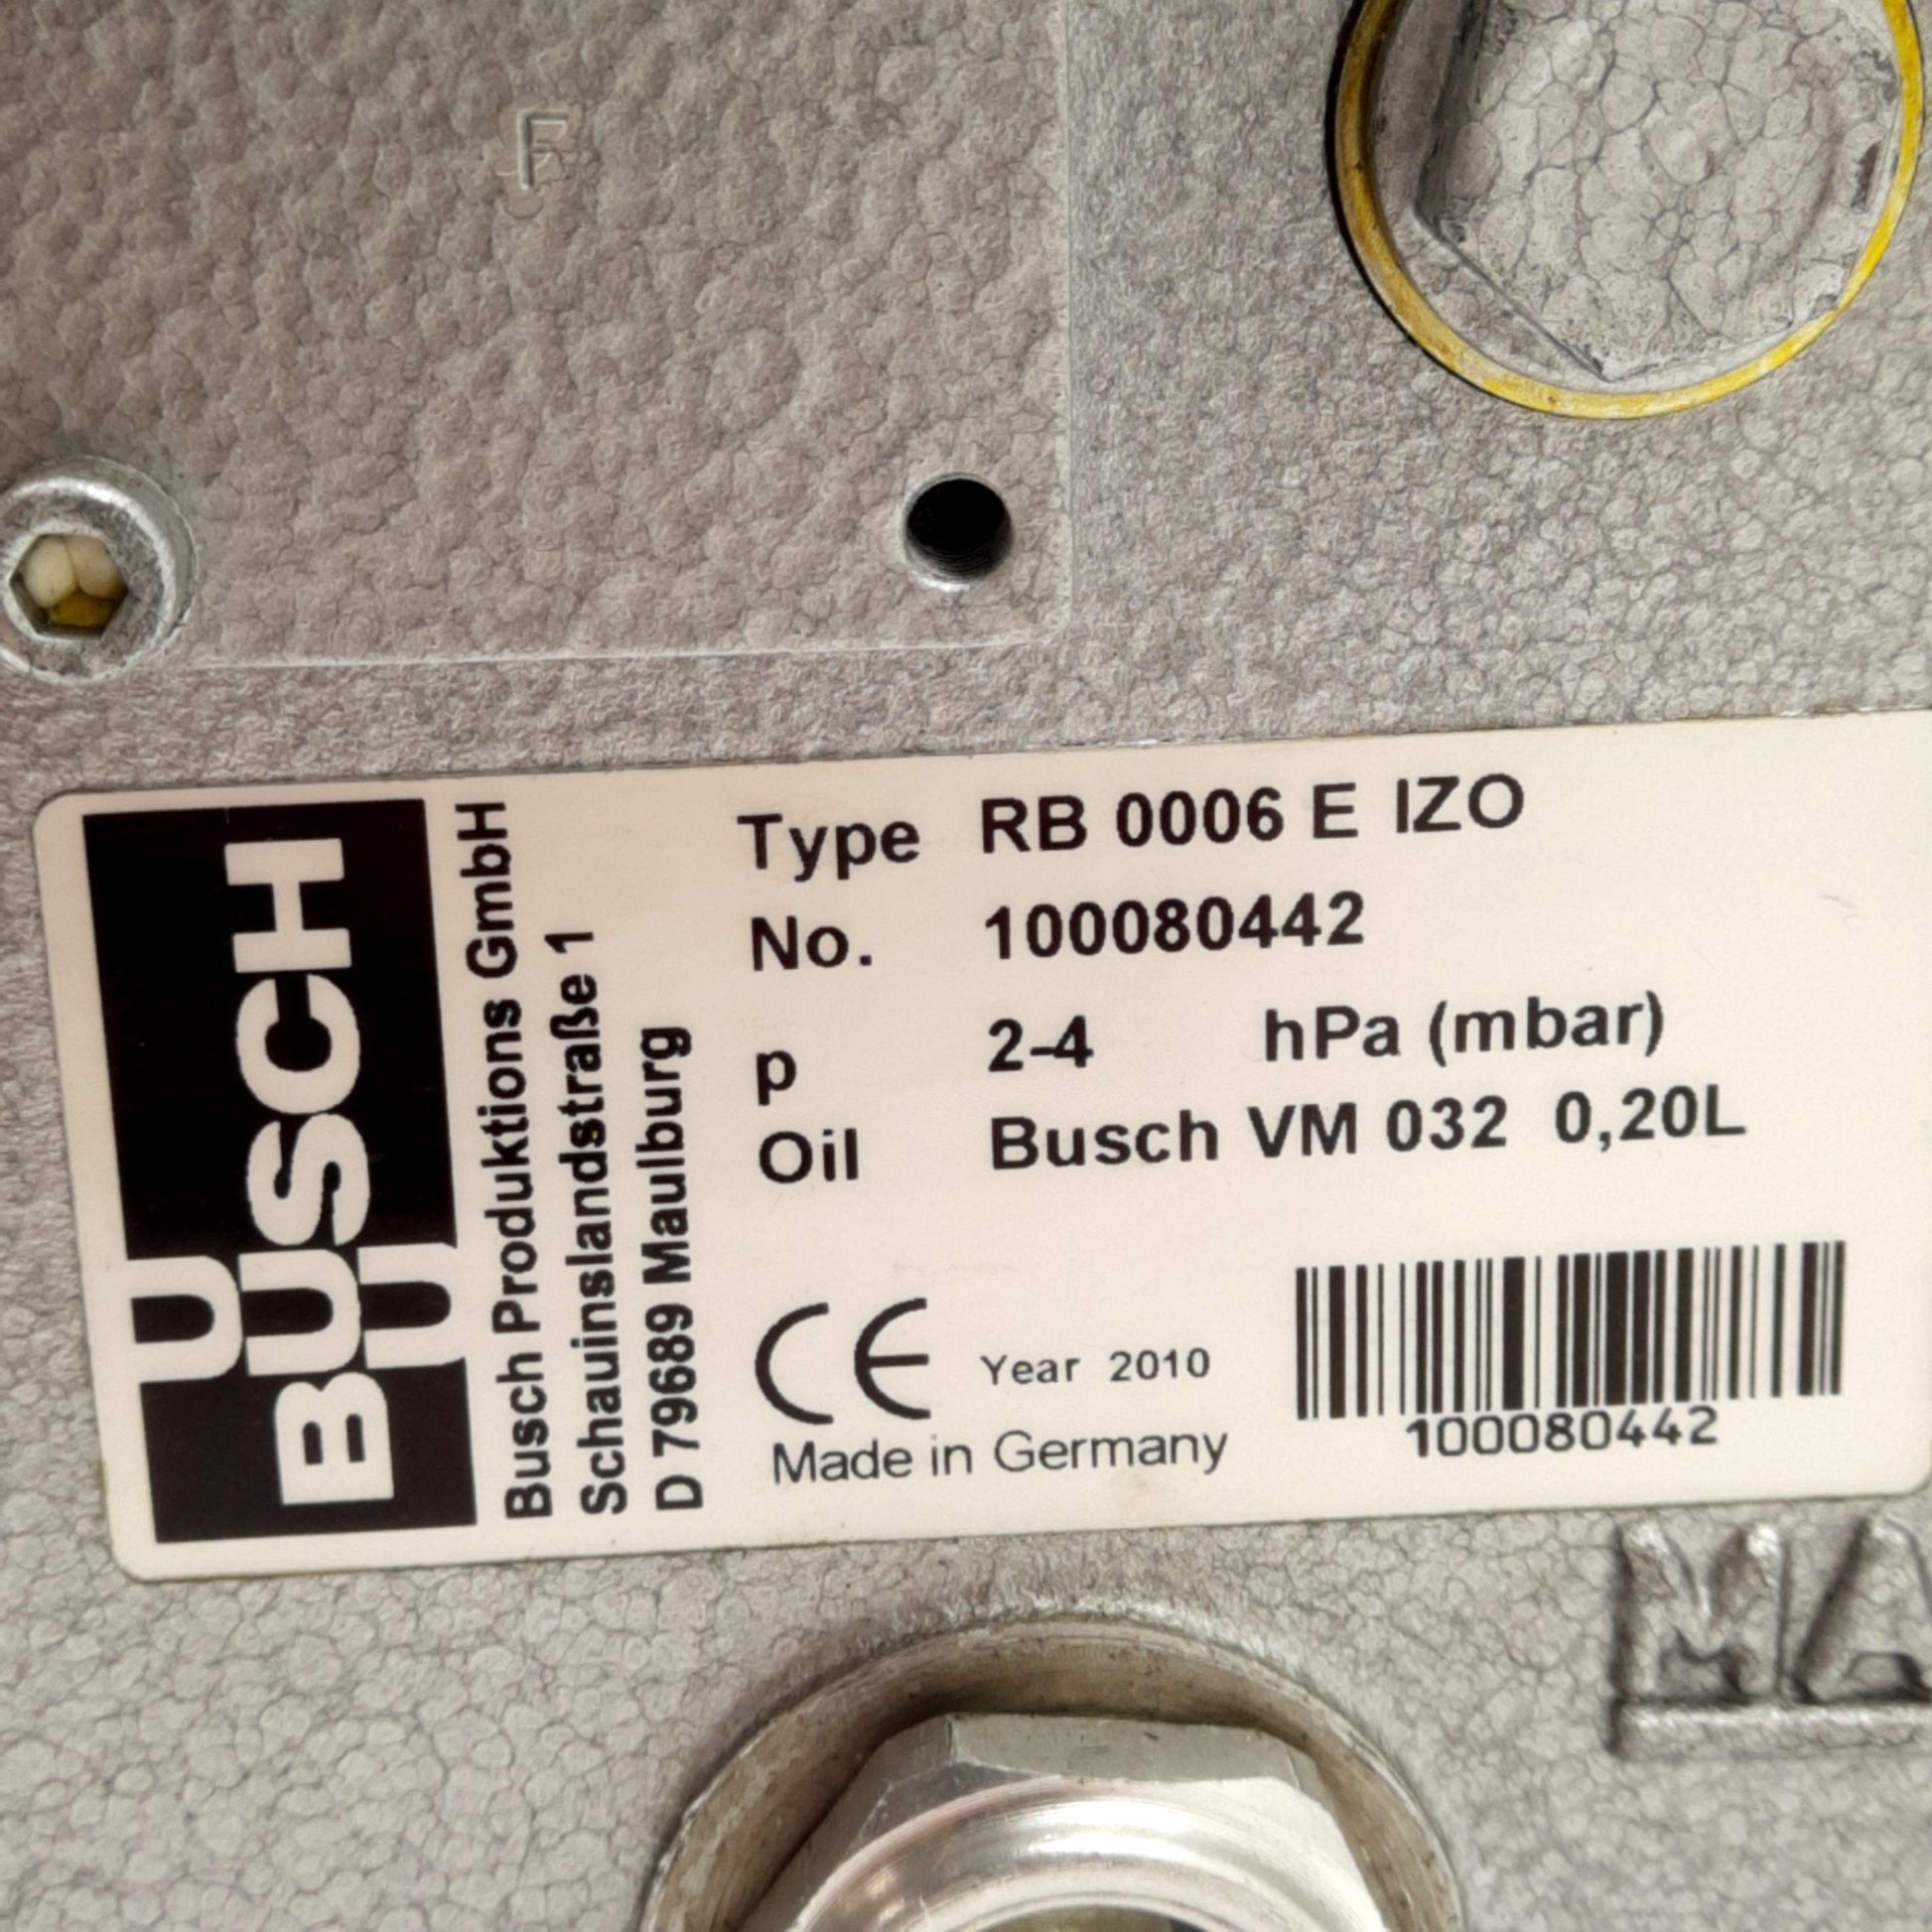 F
Type RB 0006 E IZO
No. 100080442
p 2-4 hPa (mbar)
Oil Busch VM 032 0,20L
CE Year 2010
Made in Germany
100080442
BUSCH
U
U
Busch Produktions GmbH
Schauinslandstraße 1
D 79689 Maulburg
MA